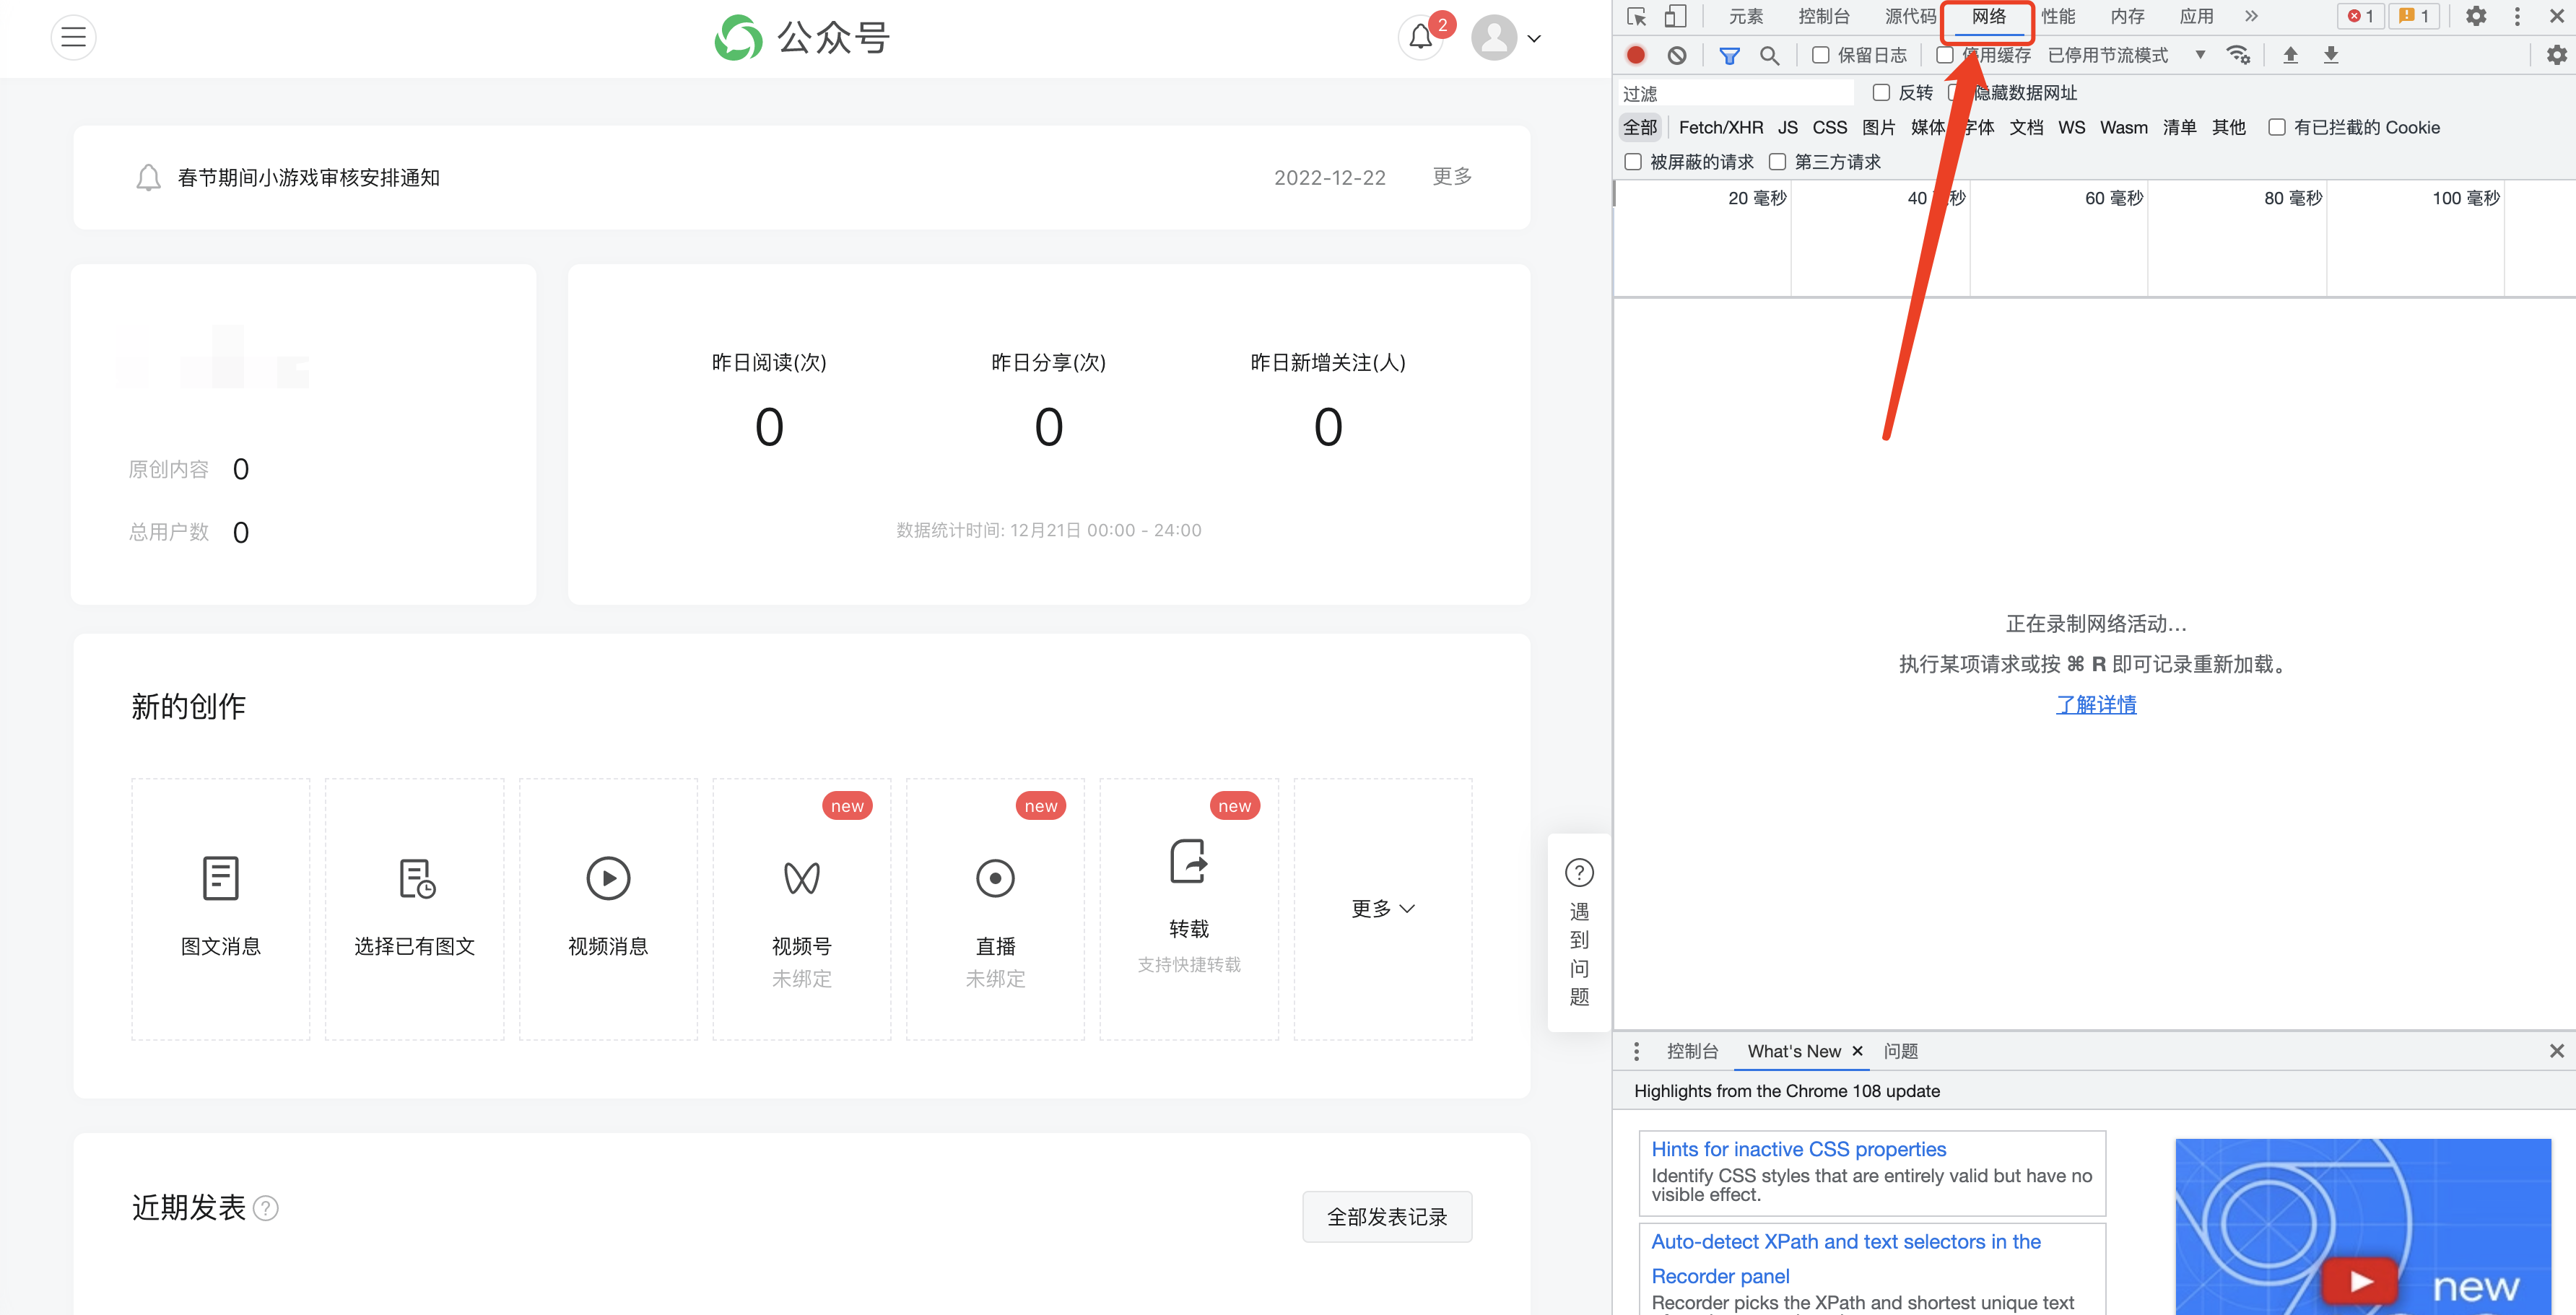 公众号
2
春节期间小游戏审核安排通知
2022-12-22
更多
原创内容 0
总用户数 0
昨日阅读(次)
0
昨日分享(次)
0
昨日新增关注(人)
0
数据统计时间: 12月21日 00:00 - 24:00
新的创作
图文消息
选择已有图文
视频消息
new
视频号
未绑定
new
直播
未绑定
new
转载
支持快捷转载
更多
近期发表 ?
全部发表记录
?
遇
到
问
题
元素 控制台 源代码 网络 性能 内存 应用 » 1 1
保留日志 停用缓存 已停用节流模式
过滤 反转 隐藏数据网址
全部 Fetch/XHR JS CSS 图片 媒体 字体 文档 WS Wasm 清单 其他 有已拦截的 Cookie
被屏蔽的请求 第三方请求
20 毫秒 40 毫秒 60 毫秒 80 毫秒 100 毫秒
正在录制网络活动…
执行某项请求或按 ⌘ R 即可记录重新加载。
了解详情
控制台 What's New × 问题
Highlights from the Chrome 108 update
Hints for inactive CSS properties
Identify CSS styles that are entirely valid but have no
visible effect.
Auto-detect XPath and text selectors in the
Recorder panel
Recorder picks the XPath and shortest unique text
new